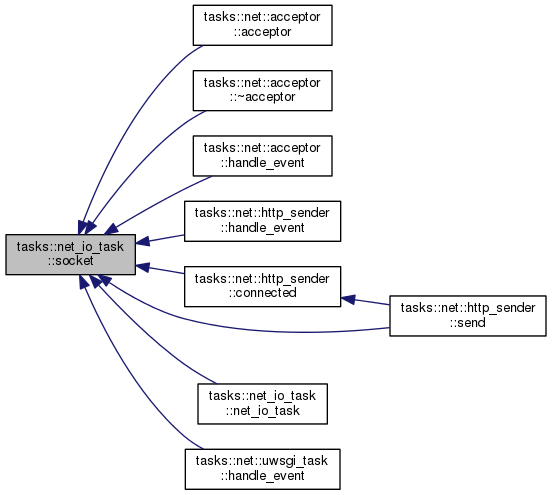 tasks::net::acceptor
::acceptor
tasks::net::acceptor
::~acceptor
tasks::net::acceptor
::handle_event
tasks::net::http_sender
::handle_event
tasks::net_io_task
::socket
tasks::net::http_sender
::connected
tasks::net::http_sender
::send
tasks::net_io_task
::net_io_task
tasks::net::uwsgi_task
::handle_event